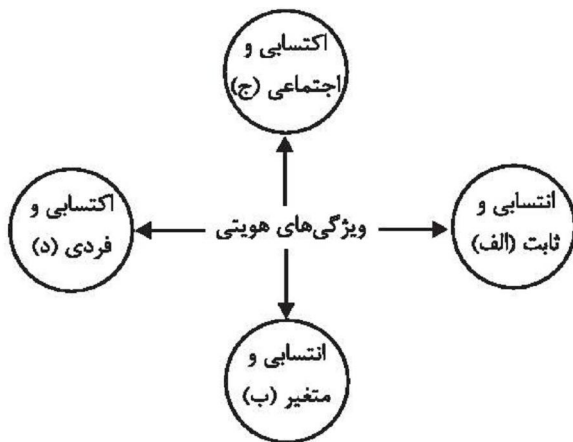 اکتسابی و
اجتماعی (ج)
انتسابی و
ثابت (الف)
ویژگی‌های هویتی
اکتسابی و
فردی (د)
انتسابی و
متغیر (ب)